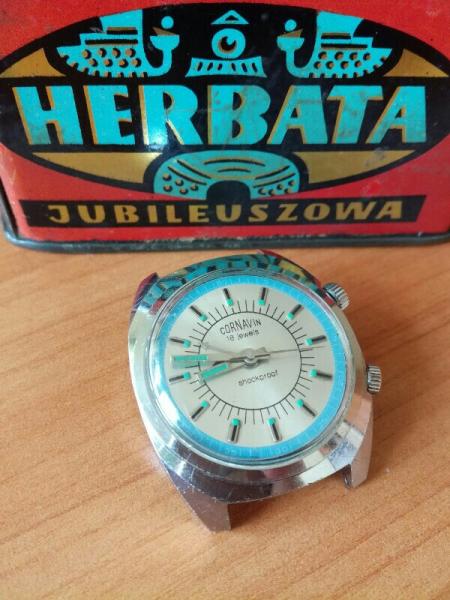 HERBATA
JUBILEUSZOWA
CORNAVIN
18 jewels
shockproof